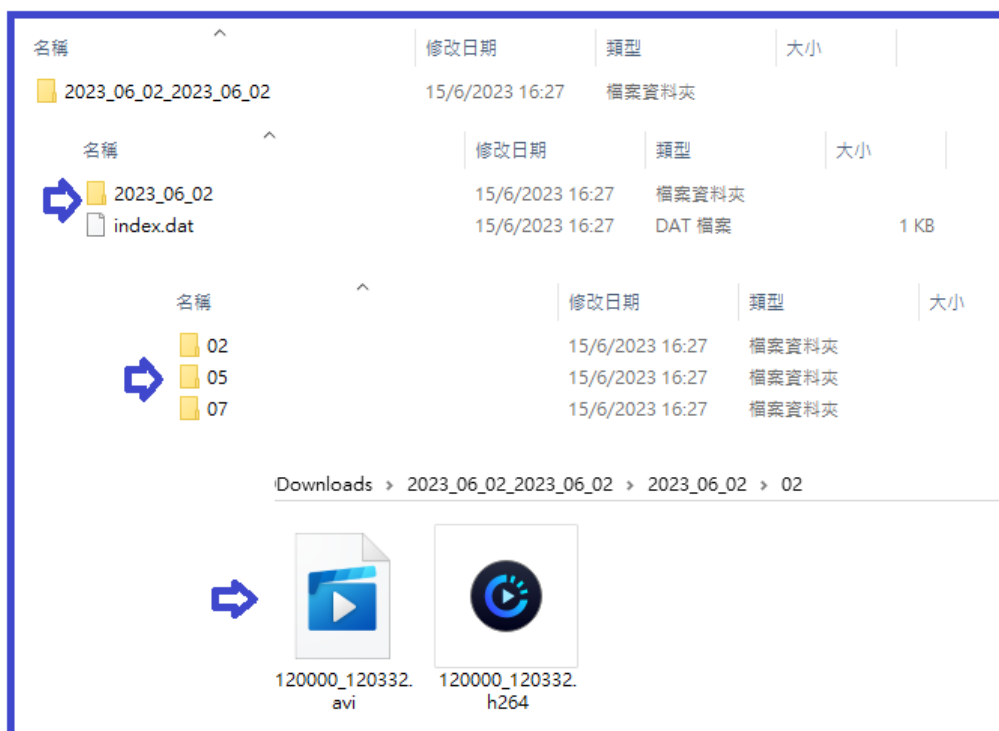 名稱 修改日期 類型 大小
2023_06_02_2023_06_02 15/6/2023 16:27 檔案資料夾
名稱 修改日期 類型 大小
2023_06_02 15/6/2023 16:27 檔案資料夾
index.dat 15/6/2023 16:27 DAT 檔案 1 KB
名稱 修改日期 類型 大小
02 15/6/2023 16:27 檔案資料夾
05 15/6/2023 16:27 檔案資料夾
07 15/6/2023 16:27 檔案資料夾
Downloads › 2023_06_02_2023_06_02 › 2023_06_02 › 02
120000_120332.avi
120000_120332.h264